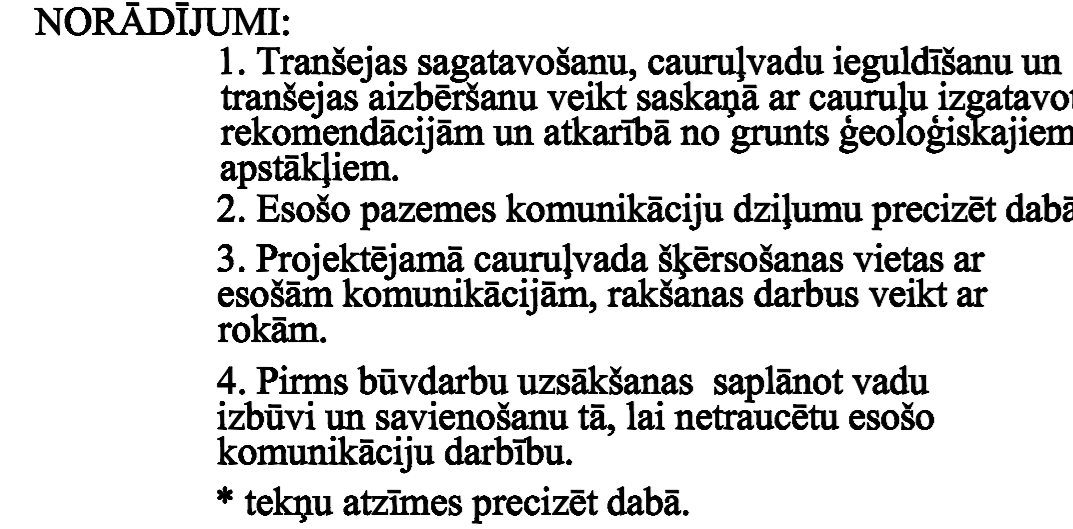 NORĀDĪJUMI:
1. Tranšejas sagatavošanu, cauruļvadu ieguldīšanu un
tranšejas aizbēršanu veikt saskaņā ar cauruļu izgatavot
rekomendācijām un atkarībā no grunts ģeoloģiskajiem
apstākļiem.
2. Esošo pazemes komunikāciju dziļumu precizēt dabā
3. Projektējamā cauruļvada šķērsošanas vietas ar
esošām komunikācijām, rakšanas darbus veikt ar
rokām.
4. Pirms būvdarbu uzsākšanas saplānot vadu
izbūvi un savienošanu tā, lai netraucētu esošo
komunikāciju darbību.
* tekņu atzīmes precizēt dabā.